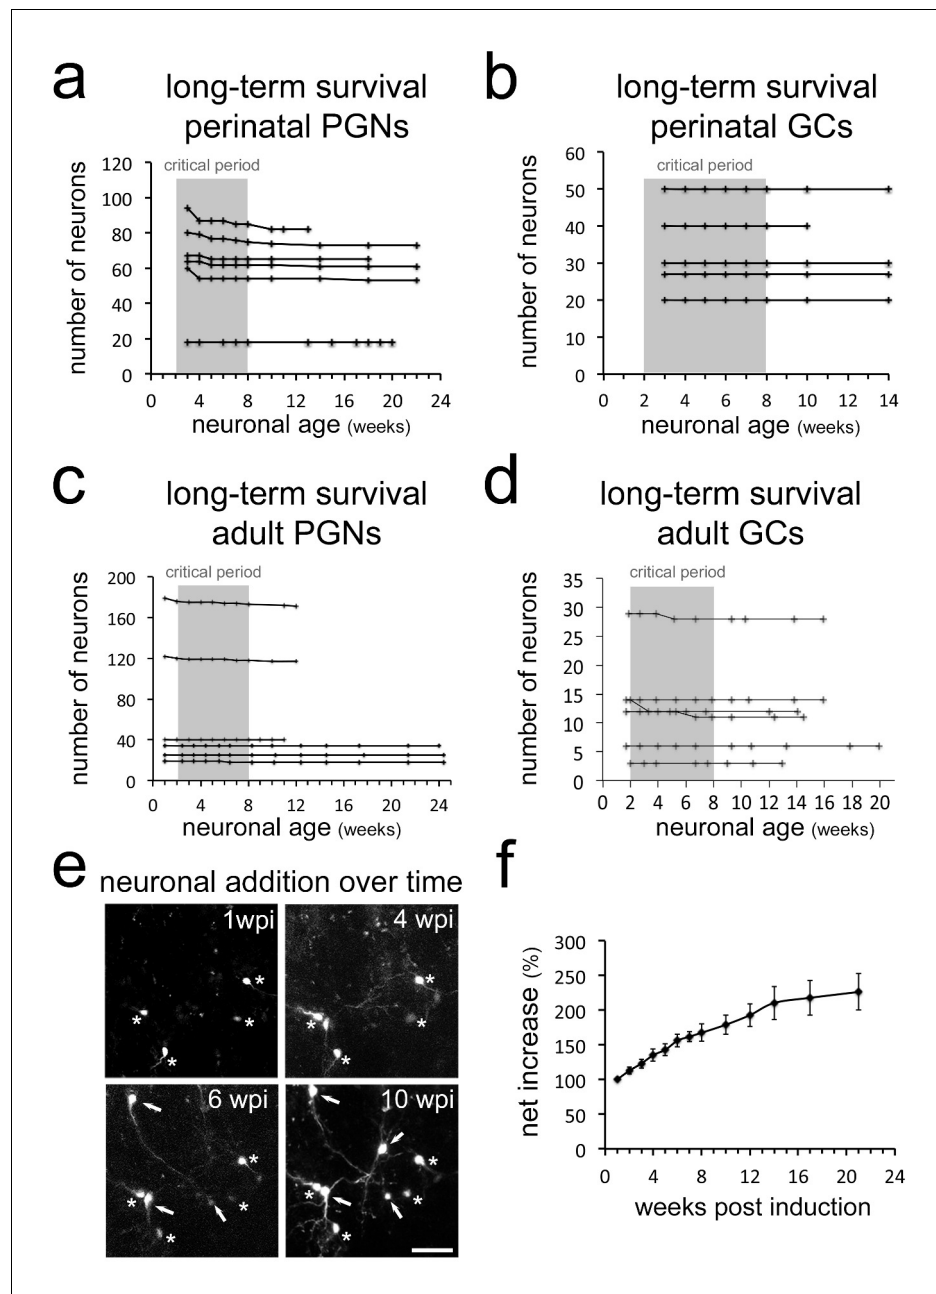 a
long-term survival
perinatal PGNs
critical period
number of neurons
120
100
80
60
40
20
0
0 4 8 12 16 20 24
neuronal age (weeks)
b
long-term survival
perinatal GCs
critical period
number of neurons
60
50
40
30
20
10
0
0 2 4 6 8 10 12 14
neuronal age (weeks)
c
long-term survival
adult PGNs
critical period
number of neurons
200
160
120
80
40
0
0 4 8 12 16 20 24
neuronal age (weeks)
d
long-term survival
adult GCs
critical period
number of neurons
35
30
25
20
15
10
5
0
0 2 4 6 8 10 12 14 16 18 20
neuronal age (weeks)
e
neuronal addition over time
1wpi
* * * *
4 wpi
* * * *
6 wpi
* * * *
10 wpi
* * * *
f
net increase (%)
300
250
200
150
100
50
0
0 4 8 12 16 20 24
weeks post induction